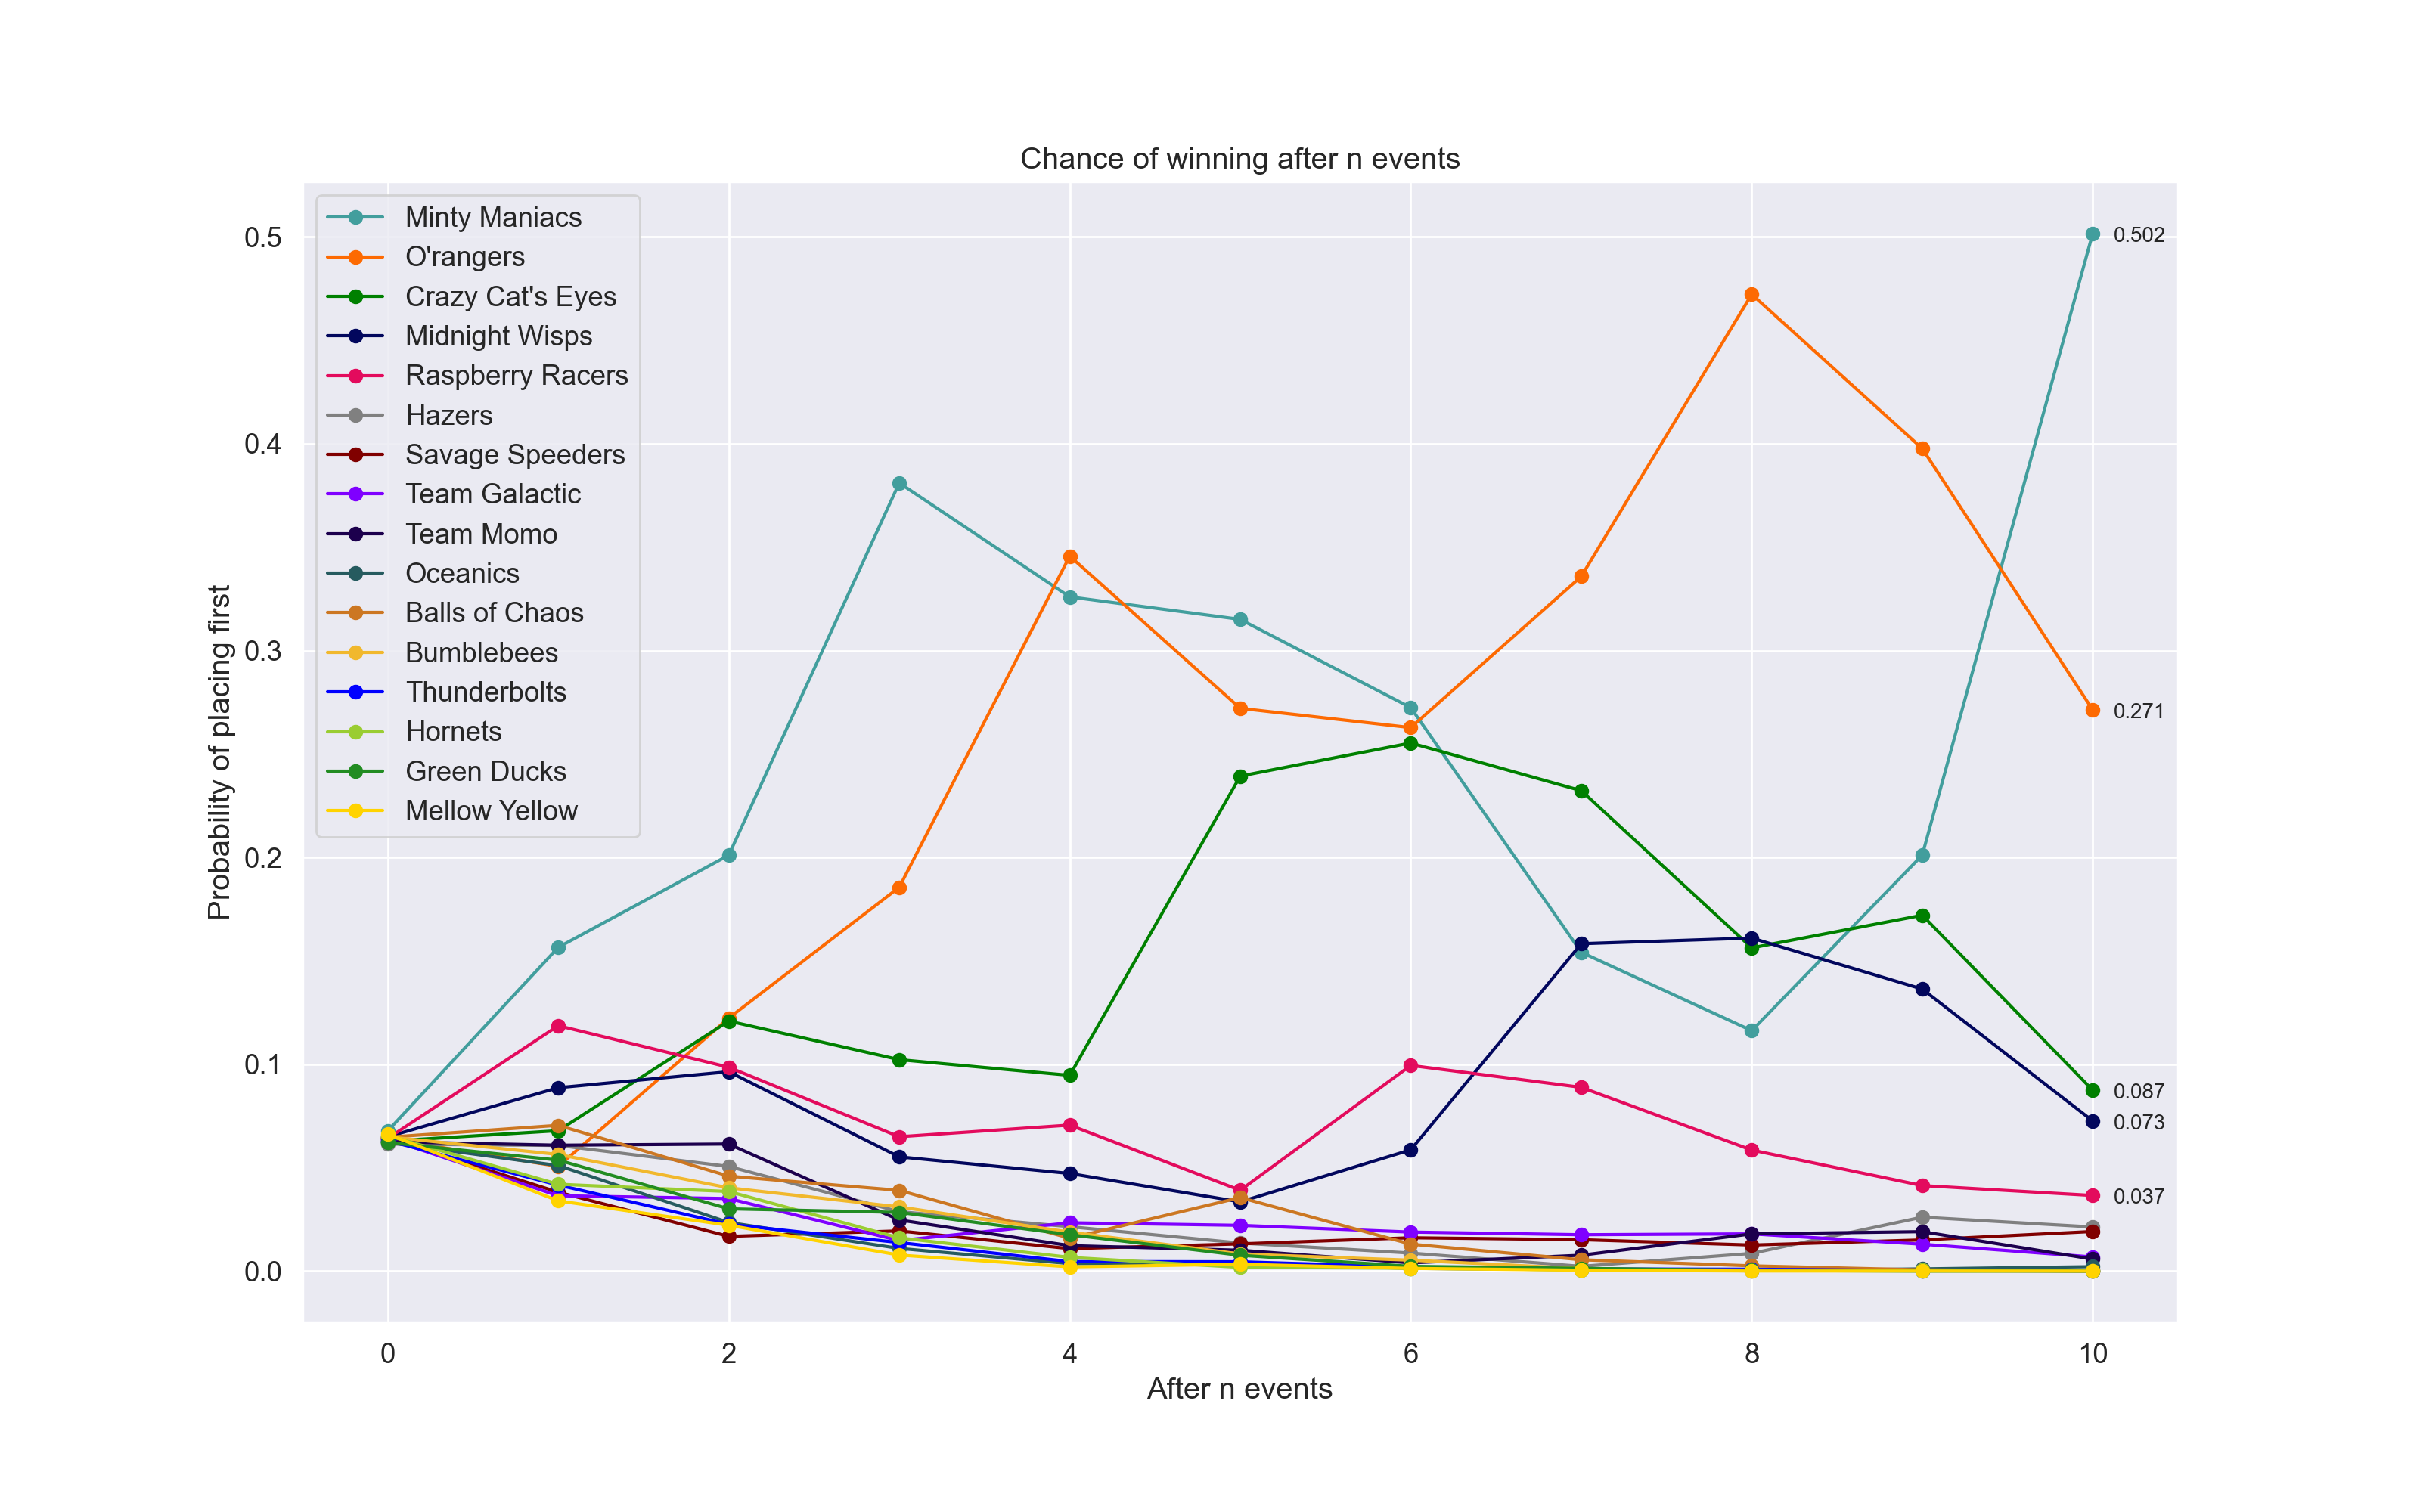 Chance of winning after n events
Minty Maniacs
O'rangers
Crazy Cat's Eyes
Midnight Wisps
Raspberry Racers
Hazers
Savage Speeders
Team Galactic
Team Momo
Oceanics
Balls of Chaos
Bumblebees
Thunderbolts
Hornets
Green Ducks
Mellow Yellow
Probability of placing first
0.5
0.4
0.3
0.2
0.1
0.0
0.502
0.271
0.087
0.073
0.037
0 2 4 6 8 10
After n events